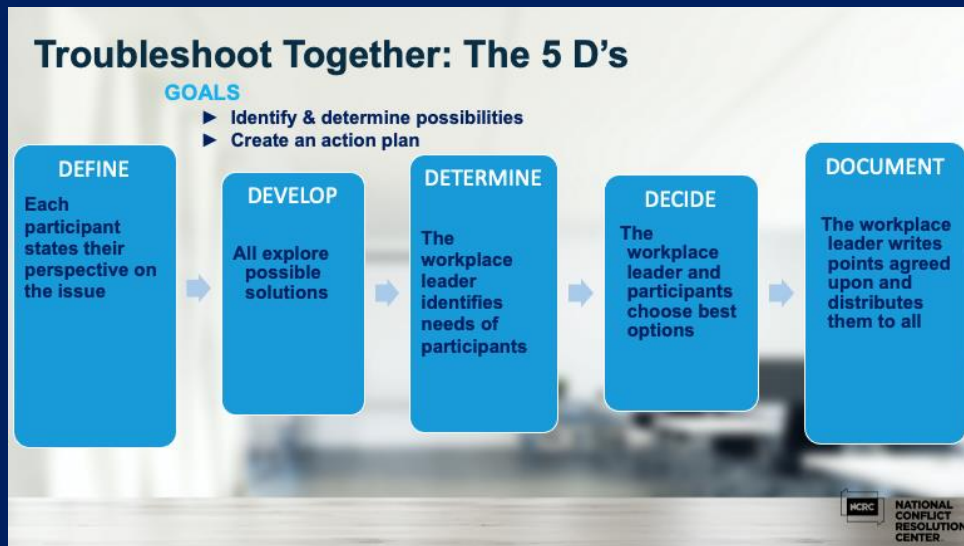 Troubleshoot Together: The 5 D's
GOALS
► Identify & determine possibilities
► Create an action plan
DEFINE
Each
participant
states their
perspective on
the issue
DEVELOP
All explore
possible
solutions
DETERMINE
The
workplace
leader
identifies
needs of
participants
DECIDE
The
workplace
leader and
participants
choose best
options
DOCUMENT
The workplace
leader writes
points agreed
upon and
distributes
them to all
NCRC
NATIONAL
CONFLICT
RESOLUTION
CENTER